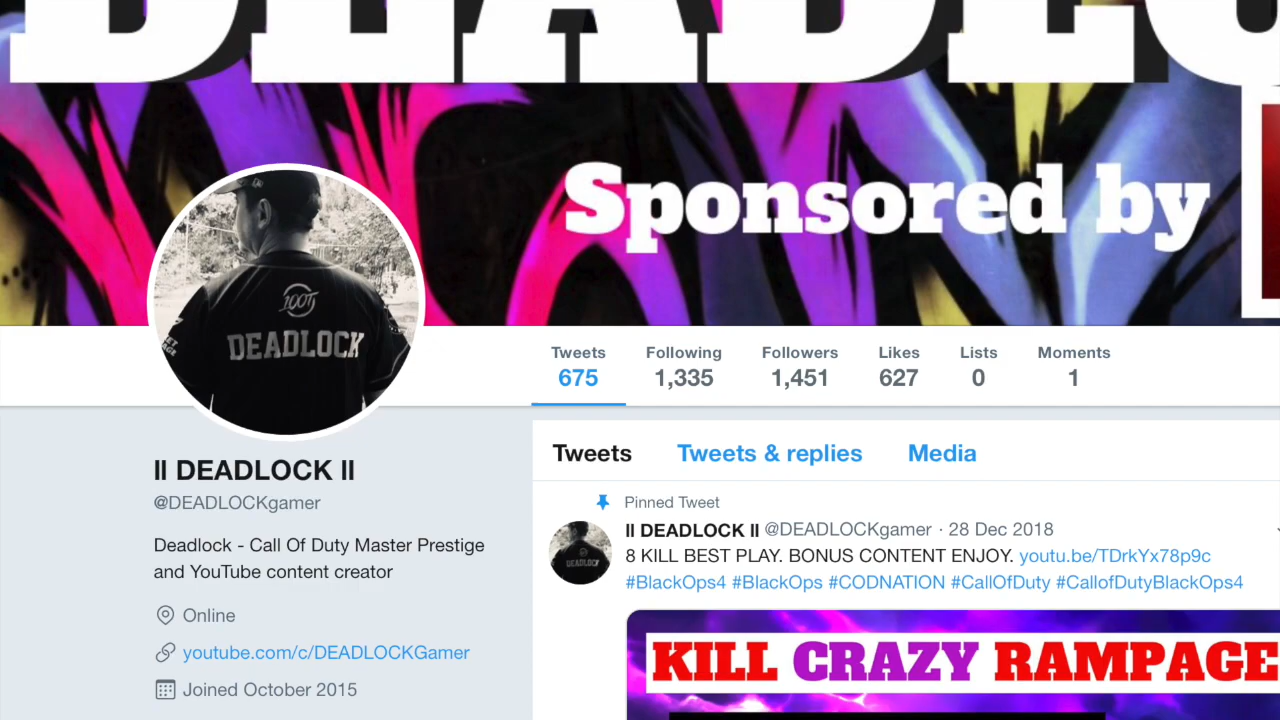 DEADLO
Sponsored by
100T
DEADLOCK
Tweets Following Followers Likes Lists Moments
675 1,335 1,451 627 0 1
Tweets Tweets & replies Media
Pinned Tweet
II DEADLOCK II @DEADLOCKgamer · 28 Dec 2018
8 KILL BEST PLAY. BONUS CONTENT ENJOY. youtu.be/TDrkYx78p9c
#BlackOps4 #BlackOps #CODNATION #CallOfDuty #CallofDutyBlackOps4
KILL CRAZY RAMPAGE
II DEADLOCK II
@DEADLOCKgamer
Deadlock - Call Of Duty Master Prestige
and YouTube content creator
Online
youtube.com/c/DEADLOCKGamer
Joined October 2015